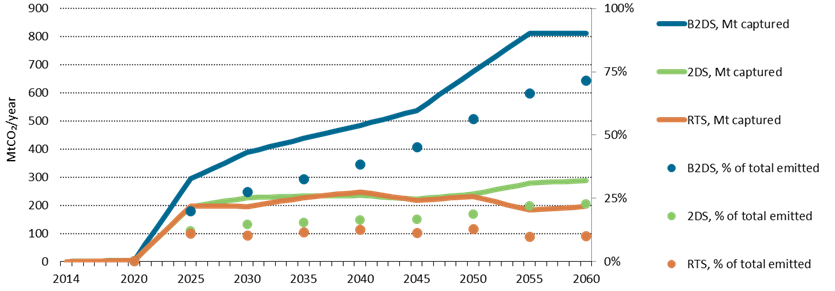 900
800
700
600
500
400
300
200
100
0
MtCO₂/year
100%
75%
50%
25%
0%
2014 2020 2025 2030 2035 2040 2045 2050 2055 2060
B2DS, Mt captured
2DS, Mt captured
RTS, Mt captured
B2DS, % of total emitted
2DS, % of total emitted
RTS, % of total emitted